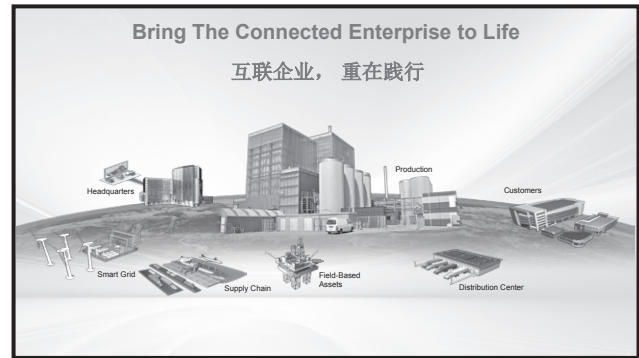 Bring The Connected Enterprise to Life
互联企业， 重在践行
Production
Headquarters
Customers
Smart Grid
Supply Chain
Field-Based
Assets
Distribution Center